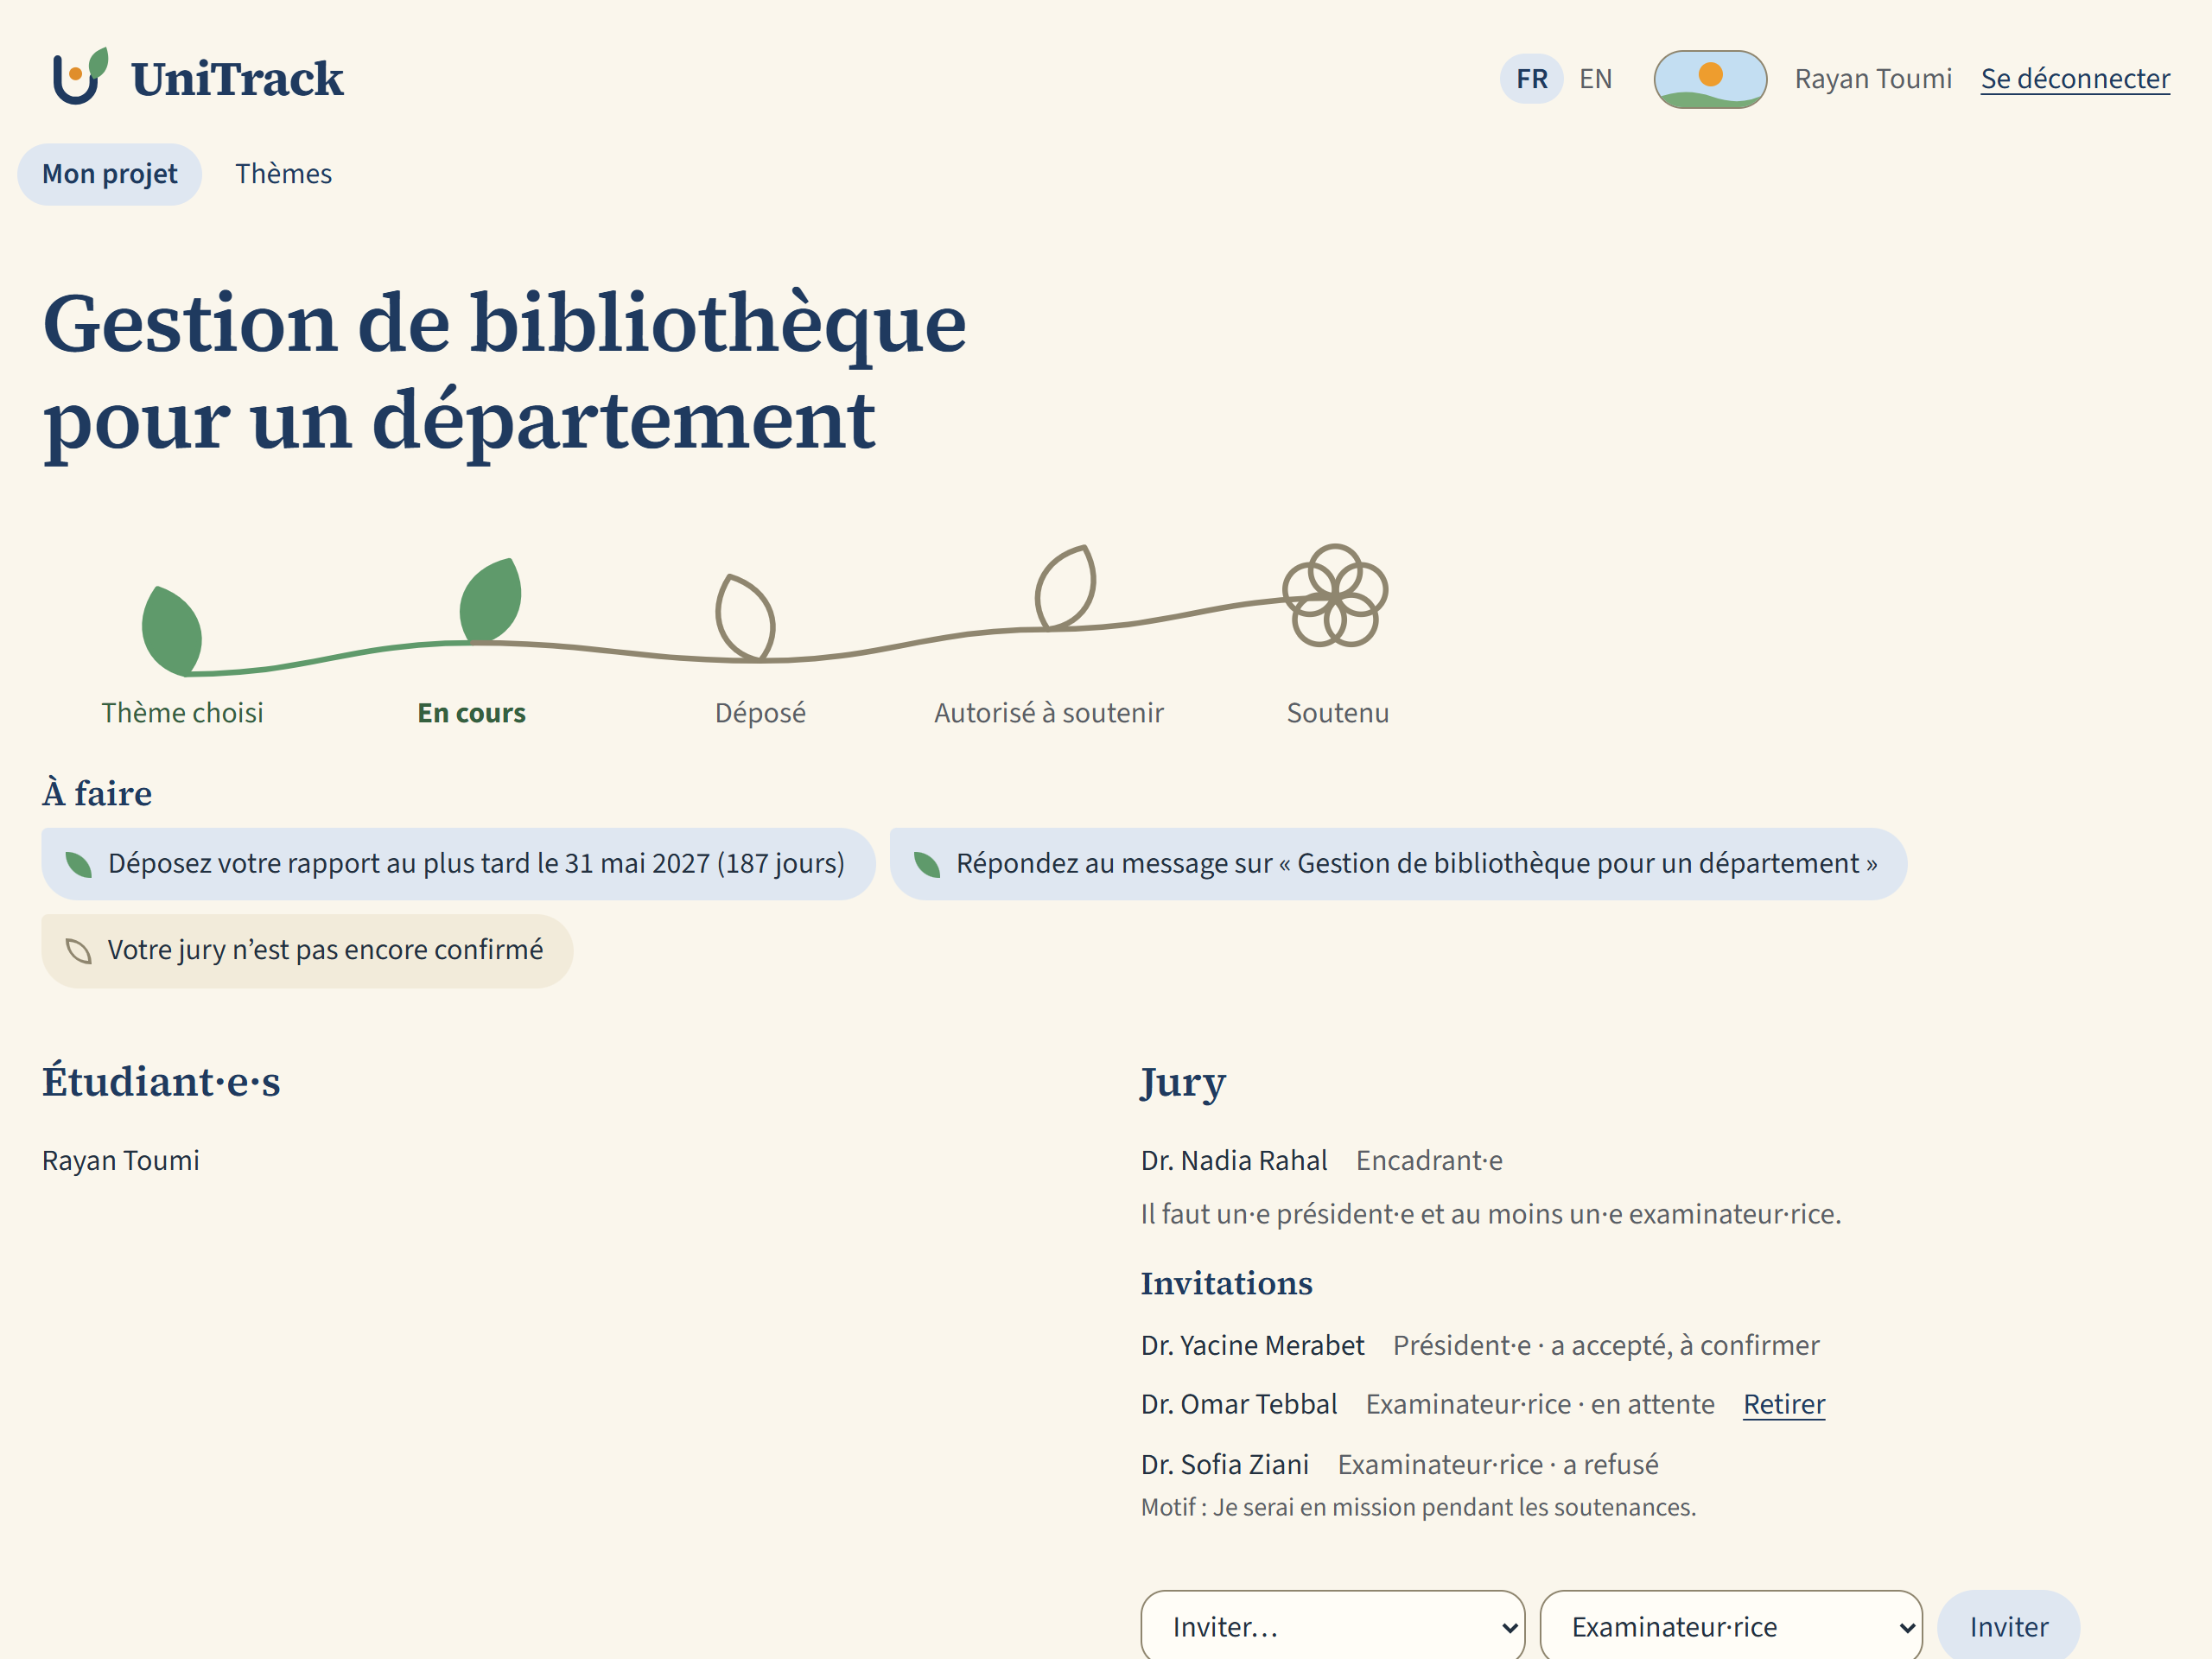 UniTrack
FR EN Rayan Toumi Se déconnecter
Mon projet Thèmes
Gestion de bibliothèque
pour un département
Thème choisi En cours Déposé Autorisé à soutenir Soutenu
À faire
Déposez votre rapport au plus tard le 31 mai 2027 (187 jours)
Répondez au message sur « Gestion de bibliothèque pour un département »
Votre jury n’est pas encore confirmé
Étudiant·e·s
Rayan Toumi
Jury
Dr. Nadia Rahal Encadrant·e
Il faut un·e président·e et au moins un·e examinateur·rice.
Invitations
Dr. Yacine Merabet Président·e · a accepté, à confirmer
Dr. Omar Tebbal Examinateur·rice · en attente Retirer
Dr. Sofia Ziani Examinateur·rice · a refusé
Motif : Je serai en mission pendant les soutenances.
Inviter… Examinateur·rice Inviter